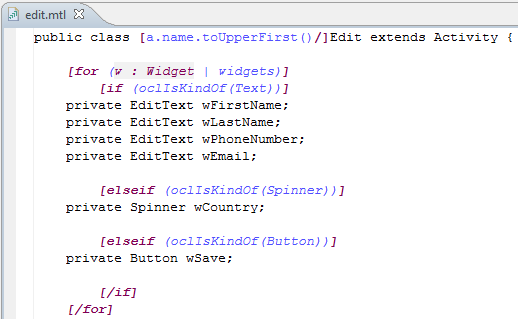 edit.mtl
public class [a.name.toUpperFirst()/]Edit extends Activity {
[for (w : Widget | widgets)]
[if (oclIsKindOf(Text))]
private EditText wFirstName;
private EditText wLastName;
private EditText wPhoneNumber;
private EditText wEmail;
[elseif (oclIsKindOf(Spinner))]
private Spinner wCountry;
[elseif (oclIsKindOf(Button))]
private Button wSave;
[/if]
[/for]